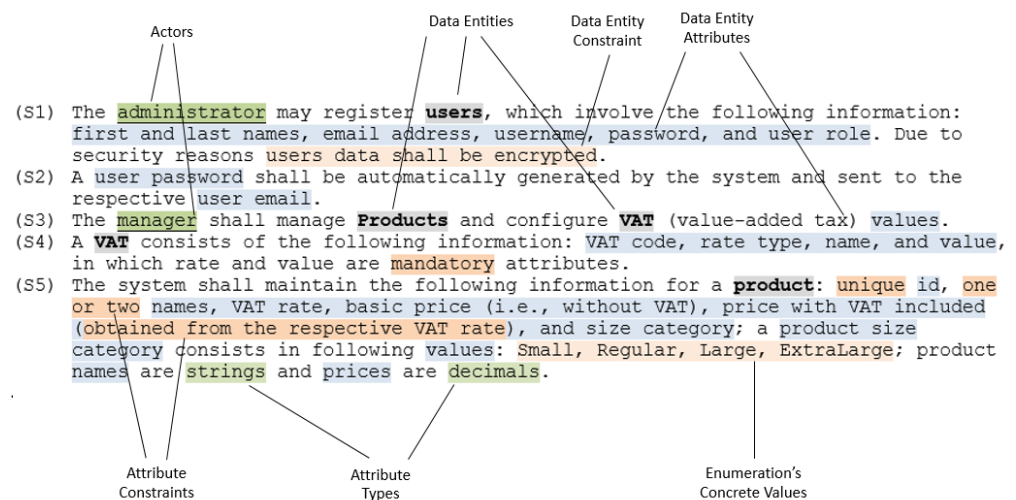 Actors
Data Entities
Data Entity
Constraint
Data Entity
Attributes
(S1) The administrator may register users, which involve the following information:
first and last names, email address, username, password, and user role. Due to
security reasons users data shall be encrypted.
(S2) A user password shall be automatically generated by the system and sent to the
respective user email.
(S3) The manager shall manage Products and configure VAT (value-added tax) values.
(S4) A VAT consists of the following information: VAT code, rate type, name, and value,
in which rate and value are mandatory attributes.
(S5) The system shall maintain the following information for a product: unique id, one
or two names, VAT rate, basic price (i.e., without VAT), price with VAT included
(obtained from the respective VAT rate), and size category; a product size
category consists in following values: Small, Regular, Large, ExtraLarge; product
names are strings and prices are decimals.
Attribute
Constraints
Attribute
Types
Enumeration's
Concrete Values